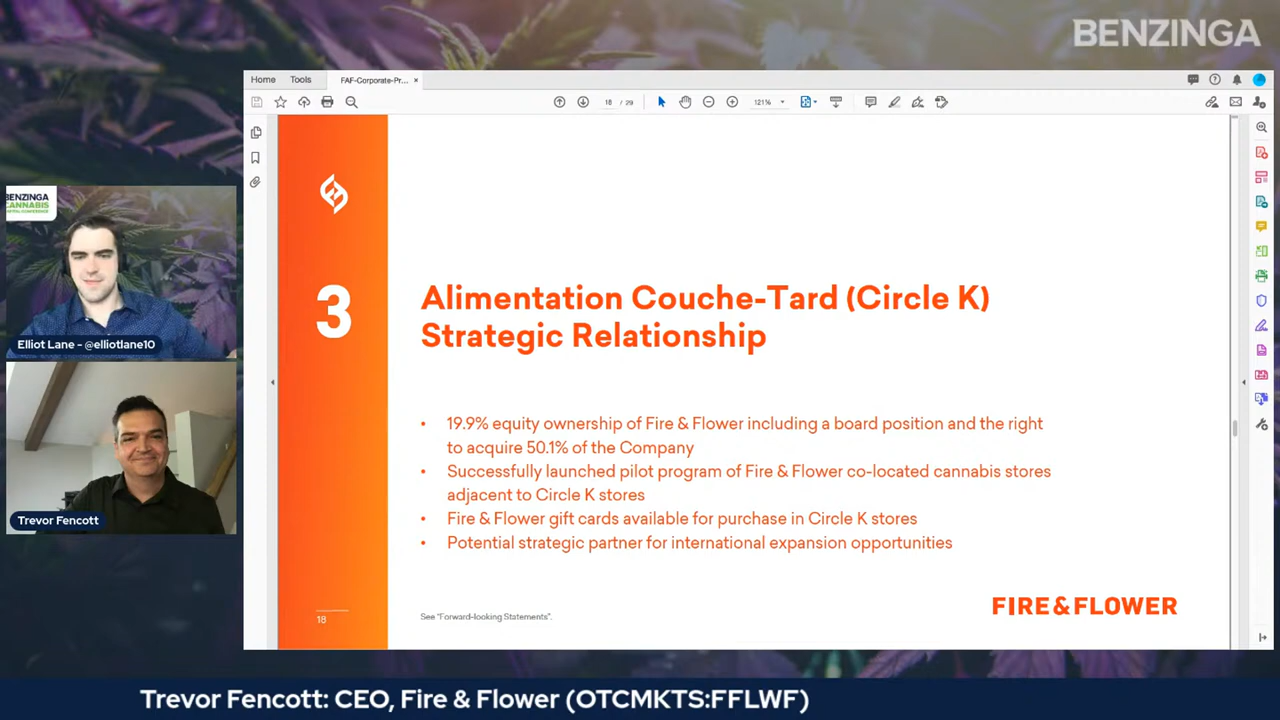 BENZINGA
Home Tools FAF-Corporate-Pr... ×
18 / 29 121%
BENZINGA
CANNABIS
Elliot Lane - @elliotlane10
Trevor Fencott
3
Alimentation Couche-Tard (Circle K)
Strategic Relationship
• 19.9% equity ownership of Fire & Flower including a board position and the right
to acquire 50.1% of the Company
• Successfully launched pilot program of Fire & Flower co-located cannabis stores
adjacent to Circle K stores
• Fire & Flower gift cards available for purchase in Circle K stores
• Potential strategic partner for international expansion opportunities
18
See "Forward-looking Statements".
FIRE & FLOWER
Trevor Fencott: CEO, Fire & Flower (OTCMKTS:FFLWF)